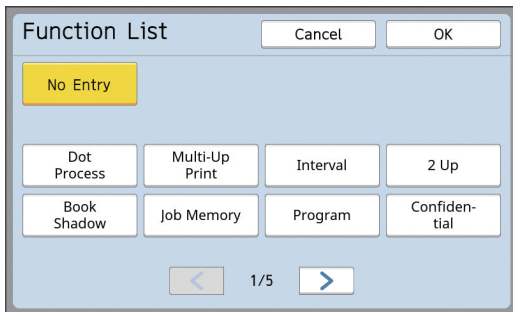 Function List
Cancel
OK
No Entry
Dot
Process
Multi-Up
Print
Interval
2 Up
Book
Shadow
Job Memory
Program
Confiden-
tial
1/5